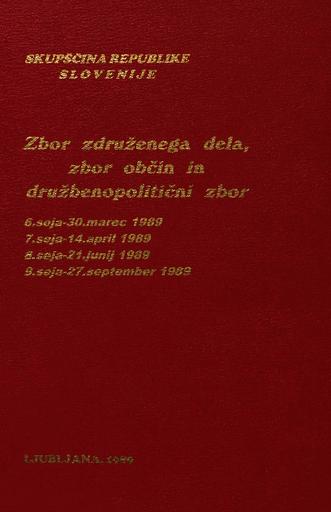 SKUPŠČINA REPUBLIKE
SLOVENIJE
Zbor združenega dela,
zbor občin in
družbenopolitični zbor
6.seja-30.marec 1989
7.seja-14.april 1989
8.seja-21.junij 1989
9.seja-27.september 1989
LJUBLJANA, 1989